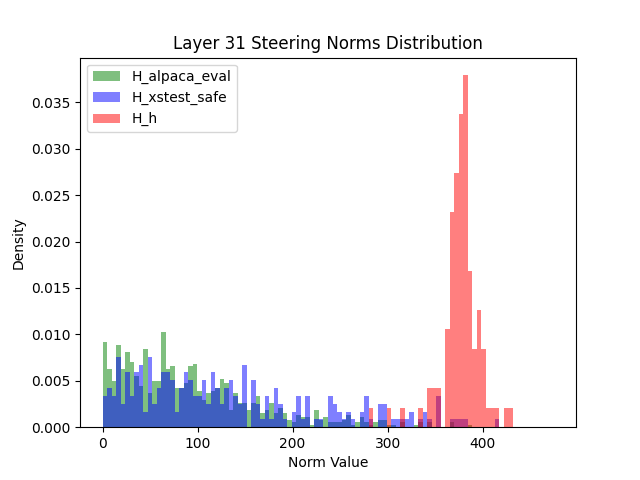 Layer 31 Steering Norms Distribution
H_alpaca_eval
H_xstest_safe
H_h
Density
0.035
0.030
0.025
0.020
0.015
0.010
0.005
0.000
0
100
200
300
400
Norm Value